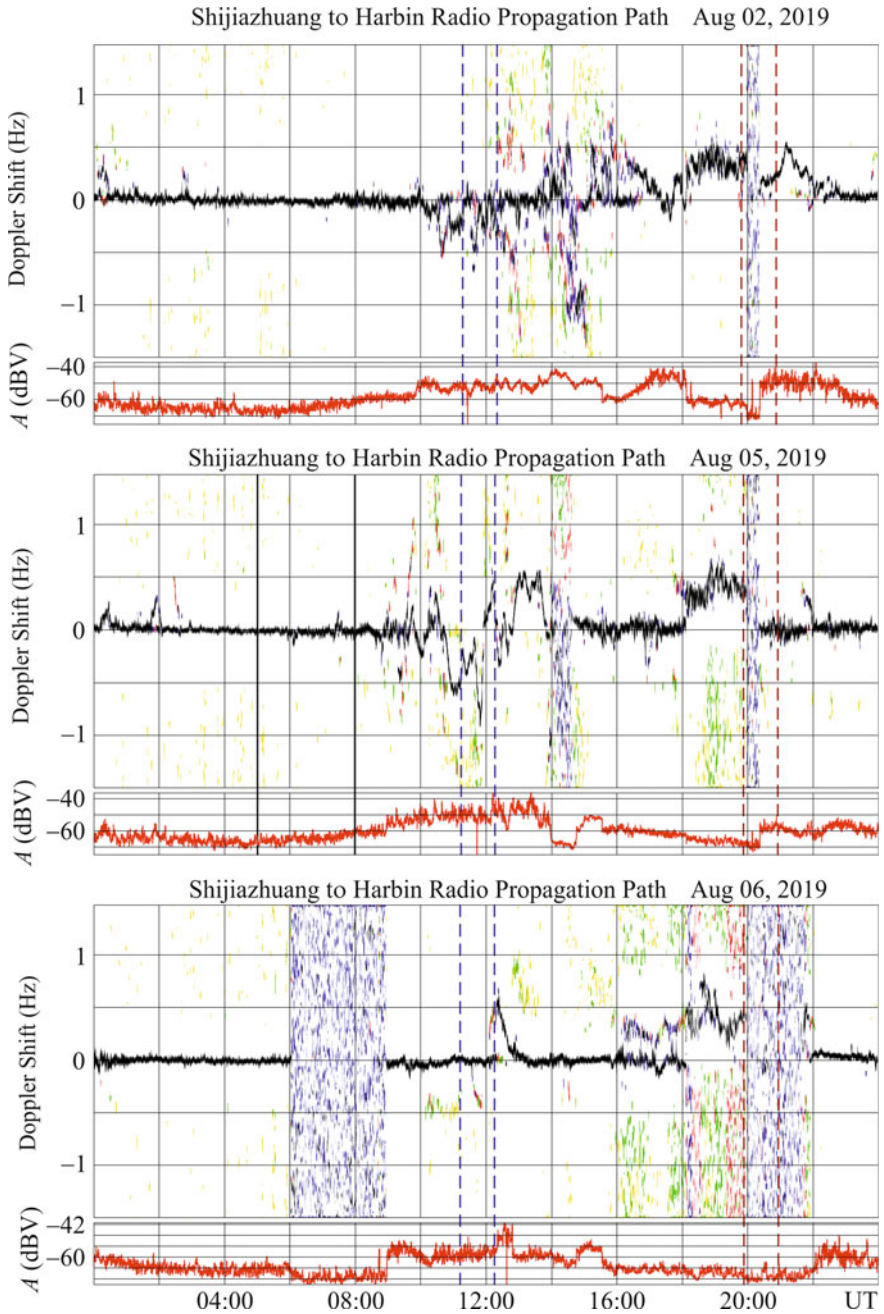 Shijiazhuang to Harbin Radio Propagation Path Aug 02, 2019
Doppler Shift (Hz)
1
0
−1
A (dBV)
−40
−60
Shijiazhuang to Harbin Radio Propagation Path Aug 05, 2019
Doppler Shift (Hz)
1
0
−1
A (dBV)
−40
−60
Shijiazhuang to Harbin Radio Propagation Path Aug 06, 2019
Doppler Shift (Hz)
1
0
−1
A (dBV)
−42
−60
04:00 08:00 12:00 16:00 20:00 UT